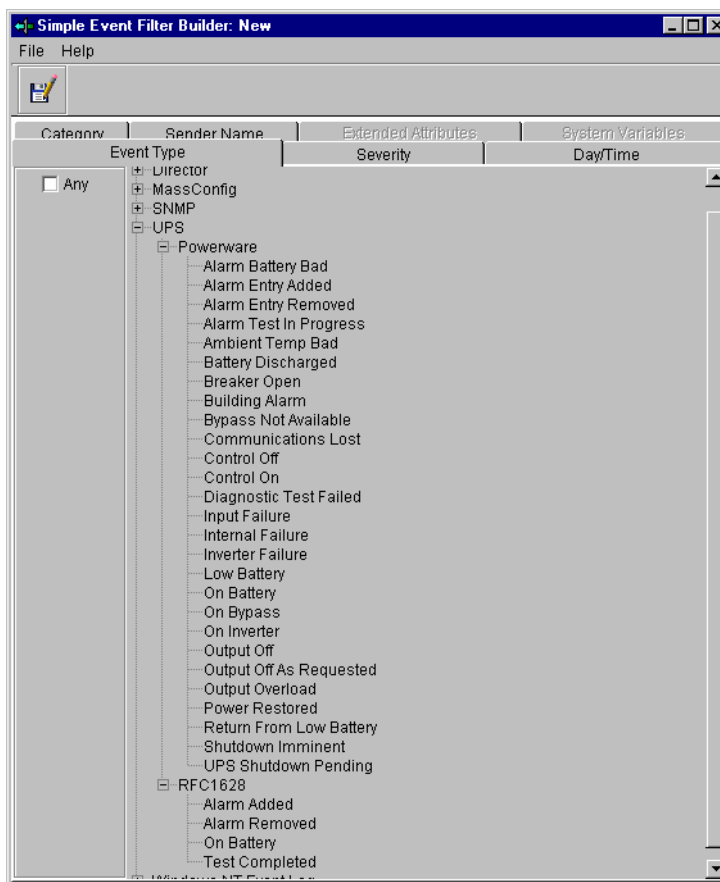 Simple Event Filter Builder: New
File Help
Category Sender Name Extended Attributes System Variables
Event Type Severity Day/Time
Any
Director
MassConfig
SNMP
UPS
Powerware
Alarm Battery Bad
Alarm Entry Added
Alarm Entry Removed
Alarm Test In Progress
Ambient Temp Bad
Battery Discharged
Breaker Open
Building Alarm
Bypass Not Available
Communications Lost
Control Off
Control On
Diagnostic Test Failed
Input Failure
Internal Failure
Inverter Failure
Low Battery
On Battery
On Bypass
On Inverter
Output Off
Output Off As Requested
Output Overload
Power Restored
Return From Low Battery
Shutdown Imminent
UPS Shutdown Pending
RFC1628
Alarm Added
Alarm Removed
On Battery
Test Completed
Windows NT Event Log